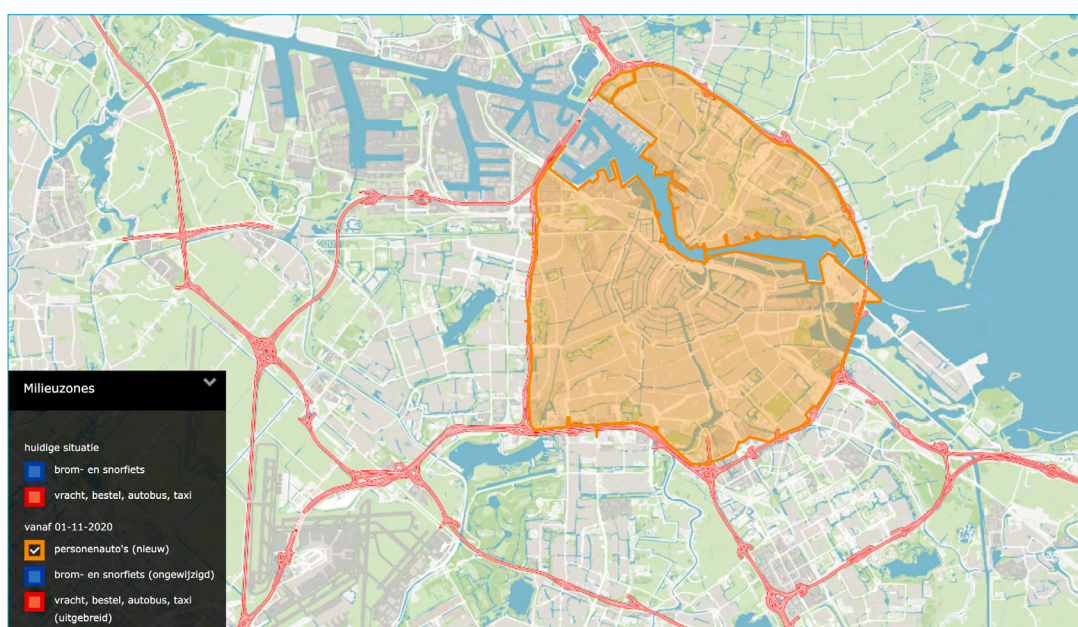 Milieuzones
huidige situatie
brom- en snorfiets
vracht, bestel, autobus, taxi
vanaf 01-11-2020
personenauto's (nieuw)
brom- en snorfiets (ongewijzigd)
vracht, bestel, autobus, taxi
(uitgebreid)